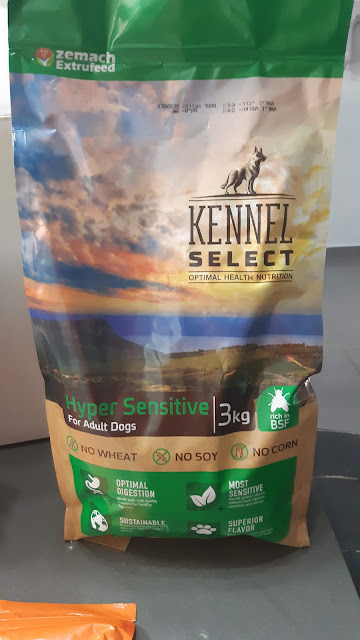 zemach
Extrufeed
KENNEL
SELECT
OPTIMAL HEALTH NUTRITION
Hyper Sensitive
For Adult Dogs
3kg
rich in
BSF
NO WHEAT
NO SOY
NO CORN
OPTIMAL
DIGESTION
MOST
SENSITIVE
SUSTAINABLE
SUPERIOR
FLAVOR